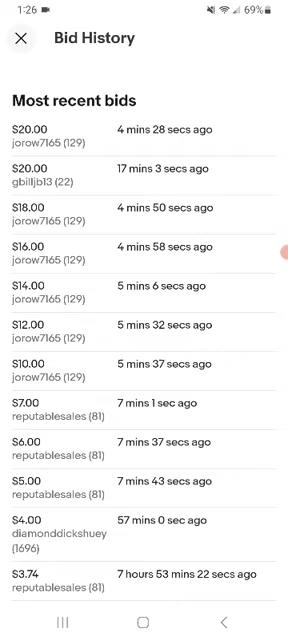 1:26 69%
Bid History
Most recent bids
$20.00 4 mins 28 secs ago
jorow7165 (129)
$20.00 17 mins 3 secs ago
gbilljb13 (22)
$18.00 4 mins 50 secs ago
jorow7165 (129)
$16.00 4 mins 58 secs ago
jorow7165 (129)
$14.00 5 mins 6 secs ago
jorow7165 (129)
$12.00 5 mins 32 secs ago
jorow7165 (129)
$10.00 5 mins 37 secs ago
jorow7165 (129)
$7.00 7 mins 1 sec ago
reputablesales (81)
$6.00 7 mins 37 secs ago
reputablesales (81)
$5.00 7 mins 43 secs ago
reputablesales (81)
$4.00 57 mins 0 sec ago
diamonddickshuey
(1696)
$3.74 7 hours 53 mins 22 secs ago
reputablesales (81)